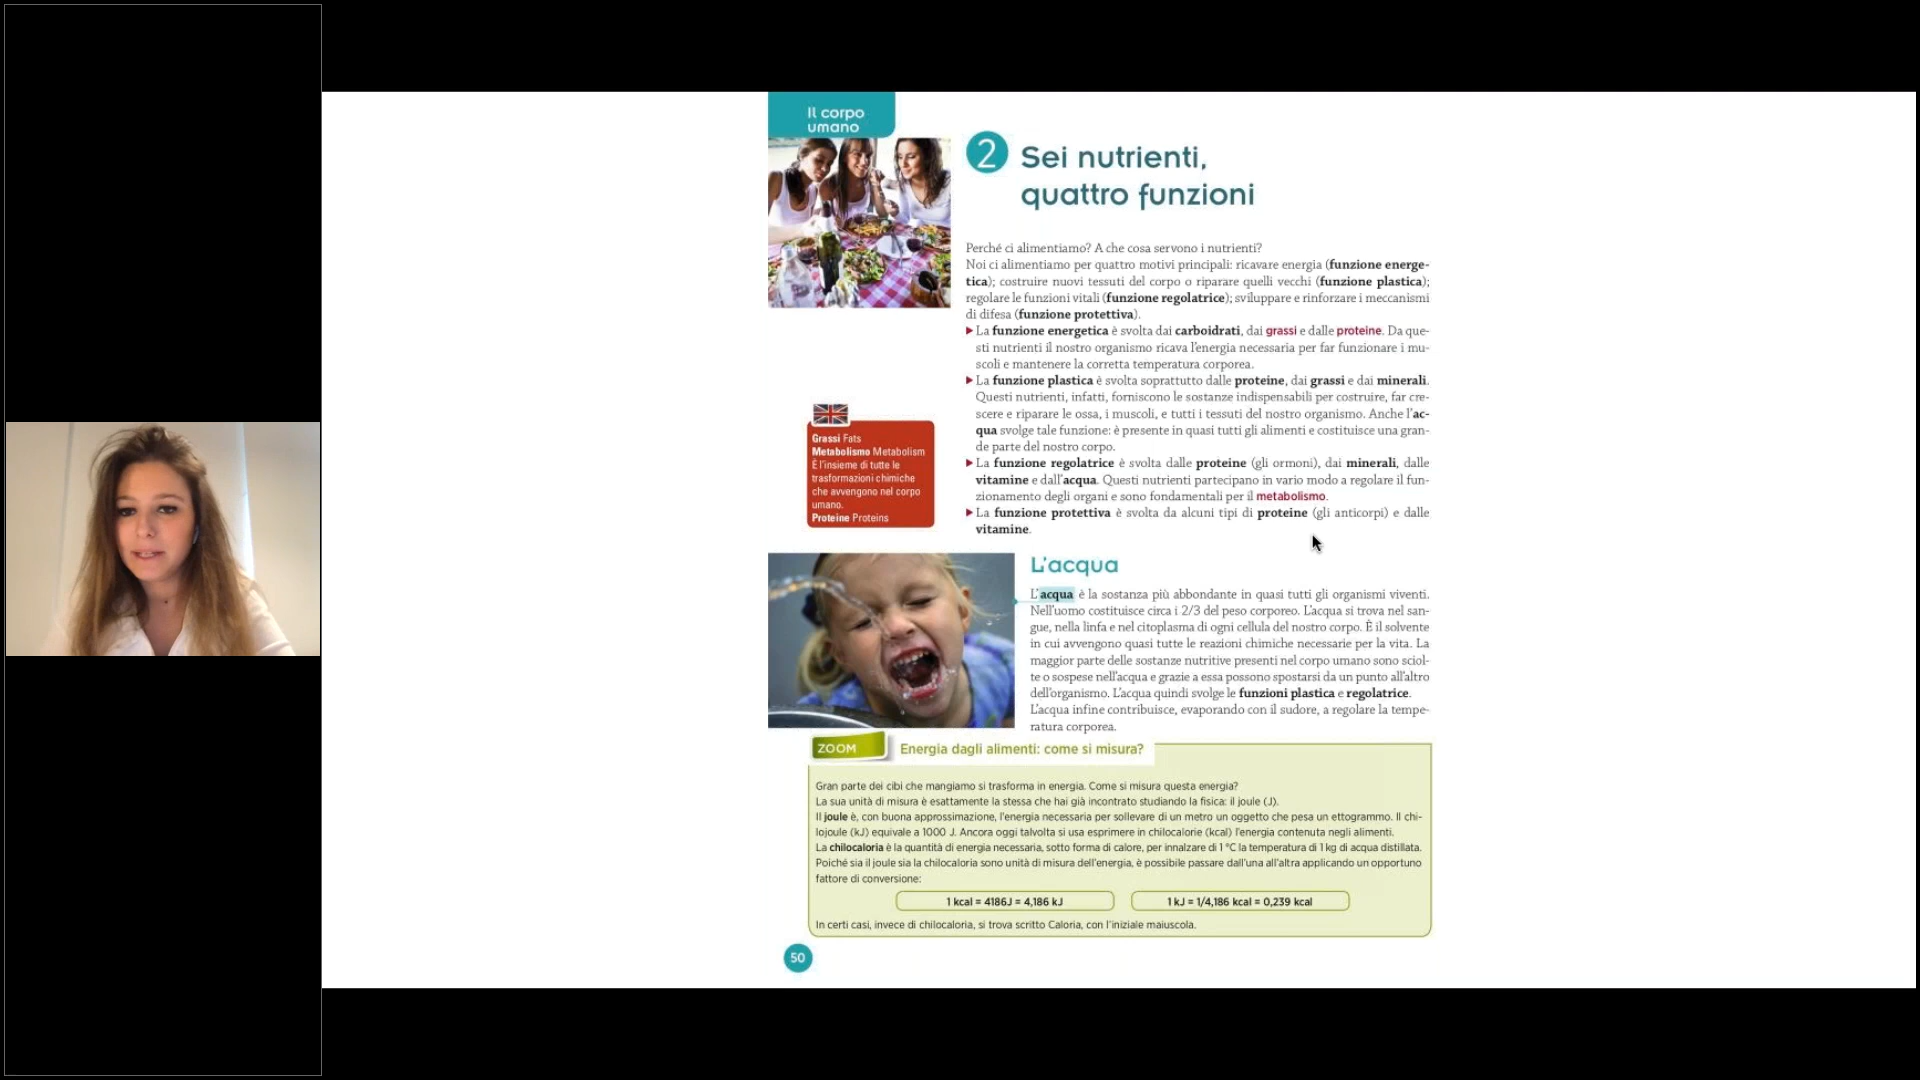 Il corpo
umano
2
Sei nutrienti,
quattro funzioni
Perché ci alimentiamo? A che cosa servono i nutrienti?
Noi ci alimentiamo per quattro motivi principali: ricavare energia (funzione energe-
tica); costruire nuovi tessuti del corpo o riparare quelli vecchi (funzione plastica);
regolare le funzioni vitali (funzione regolatrice); sviluppare e rinforzare i meccanismi
di difesa (funzione protettiva).
La funzione energetica è svolta dai carboidrati, dai grassi e dalle proteine. Da que-
sti nutrienti il nostro organismo ricava l'energia necessaria per far funzionare i mu-
scoli e mantenere la corretta temperatura corporea.
La funzione plastica è svolta soprattutto dalle proteine, dai grassi e dai minerali.
Questi nutrienti, infatti, forniscono le sostanze indispensabili per costruire, far cre-
scere e riparare le ossa, i muscoli, e tutti i tessuti del nostro organismo. Anche l'ac-
qua svolge tale funzione: è presente in quasi tutti gli alimenti e costituisce una gran-
de parte del nostro corpo.
La funzione regolatrice è svolta dalle proteine (gli ormoni), dai minerali, dalle
vitamine e dall'acqua. Questi nutrienti partecipano in vario modo a regolare il fun-
zionamento degli organi e sono fondamentali per il metabolismo.
La funzione protettiva è svolta da alcuni tipi di proteine (gli anticorpi) e dalle
vitamine.
Grassi Fats
Metabolismo Metabolism
È l'insieme di tutte le
trasformazioni chimiche
che avvengono nel corpo
umano.
Proteine Proteins
L'acqua
L'acqua è la sostanza più abbondante in quasi tutti gli organismi viventi.
Nell'uomo costituisce circa i 2/3 del peso corporeo. L'acqua si trova nel san-
gue, nella linfa e nel citoplasma di ogni cellula del nostro corpo. È il solvente
in cui avvengono quasi tutte le reazioni chimiche necessarie per la vita. La
maggior parte delle sostanze nutritive presenti nel corpo umano sono sciol-
te o sospese nell'acqua e grazie a essa possono spostarsi da un punto all'altro
dell'organismo. L'acqua quindi svolge le funzioni plastica e regolatrice.
L'acqua infine contribuisce, evaporando con il sudore, a regolare la tempe-
ratura corporea.
ZOOM
Energia dagli alimenti: come si misura?
Gran parte dei cibi che mangiamo si trasforma in energia. Come si misura questa energia?
La sua unità di misura è esattamente la stessa che hai già incontrato studiando la fisica: il joule (J).
Il joule è, con buona approssimazione, l'energia necessaria per sollevare di un metro un oggetto che pesa un ettogrammo. Il chi-
lojoule (kJ) equivale a 1000 J. Ancora oggi talvolta si usa esprimere in chilocalorie (kcal) l'energia contenuta negli alimenti.
La chilocaloria è la quantità di energia necessaria, sotto forma di calore, per innalzare di 1 °C la temperatura di 1 kg di acqua distillata.
Poiché sia il joule sia la chilocaloria sono unità di misura dell'energia, è possibile passare dall'una all'altra applicando un opportuno
fattore di conversione:
1 kcal = 4186J = 4,186 kJ
1 kJ = 1/4,186 kcal = 0,239 kcal
In certi casi, invece di chilocaloria, si trova scritto Caloria, con l'iniziale maiuscola.
50